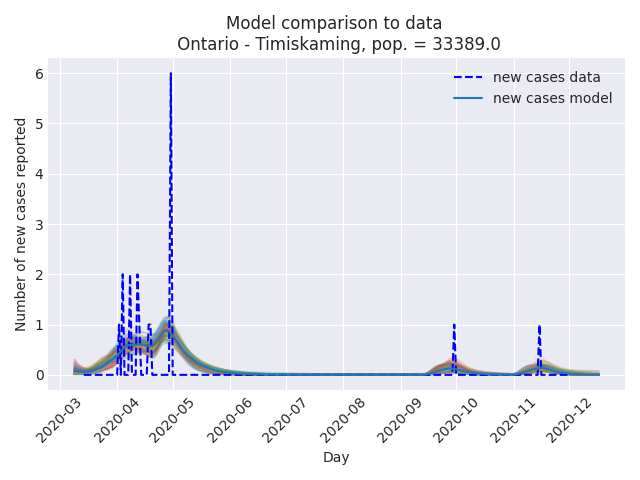 Model comparison to data
Ontario - Timiskaming, pop. = 33389.0
new cases data
new cases model
Number of new cases reported
6
5
4
3
2
1
0
2020-03
2020-04
2020-05
2020-06
2020-07
2020-08
2020-09
2020-10
2020-11
2020-12
Day